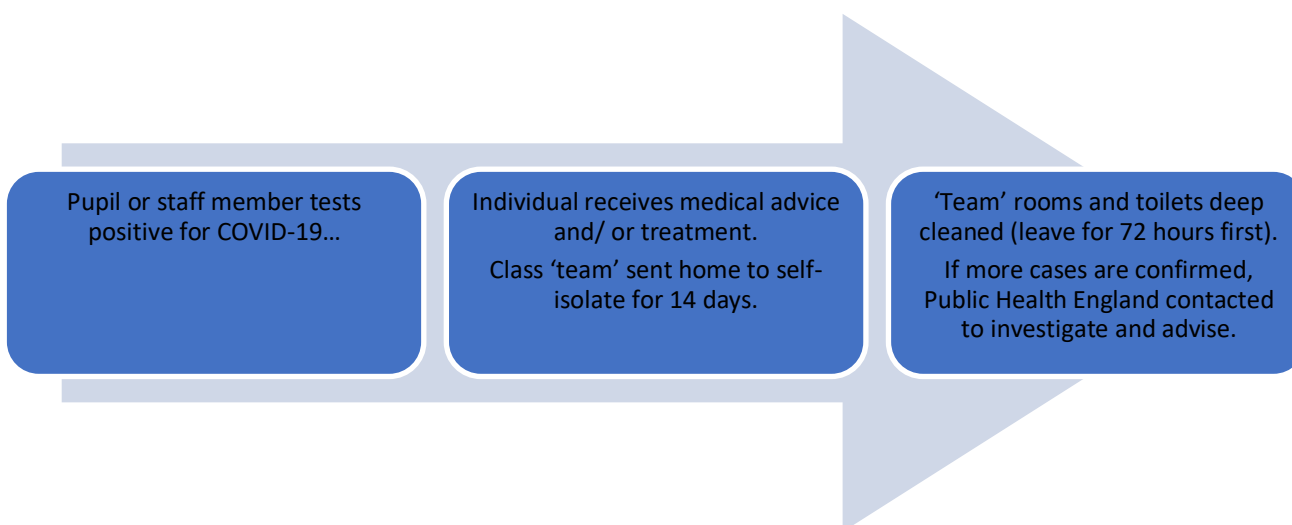 Pupil or staff member tests
positive for COVID-19…
Individual receives medical advice
and/ or treatment.
Class ‘team’ sent home to self-
isolate for 14 days.
‘Team’ rooms and toilets deep
cleaned (leave for 72 hours first).
If more cases are confirmed,
Public Health England contacted
to investigate and advise.